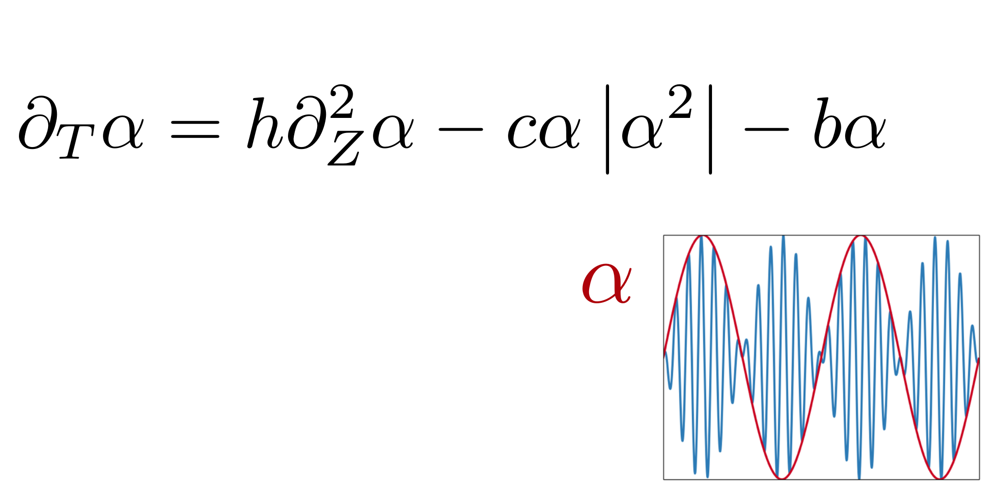 ∂_T α = h∂_Z^2 α − cα |α^2| − bα
α